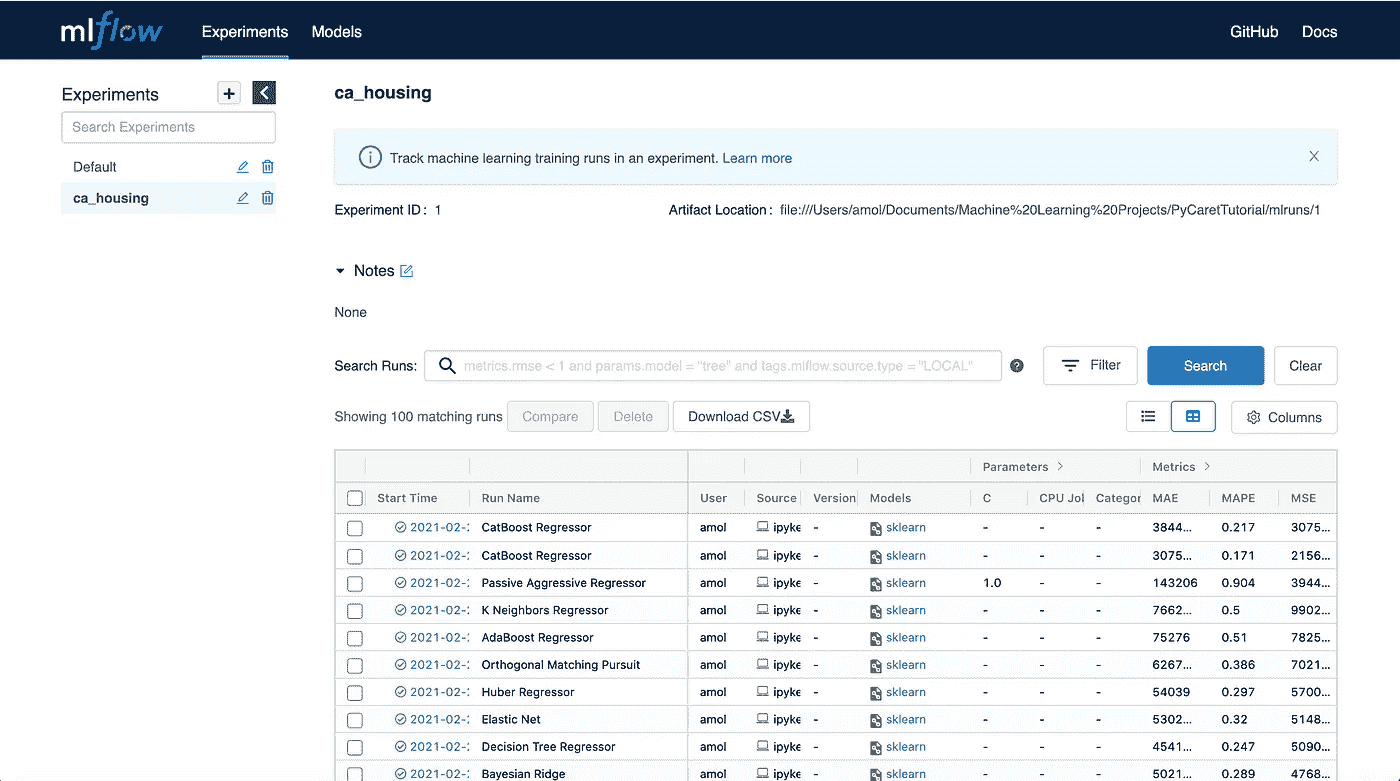 mlflow Experiments Models GitHub Docs
Experiments +
Search Experiments
Default
ca_housing
ca_housing
Track machine learning training runs in an experiment. Learn more
Experiment ID: 1 Artifact Location: file:///Users/amol/Documents/Machine%20Learning%20Projects/PyCaretTutorial/mlruns/1
Notes
None
Search Runs: metrics.rmse < 1 and params.model = "tree" and tags.mlflow.source.type = "LOCAL" ? Filter Search Clear
Showing 100 matching runs Compare Delete Download CSV Columns
Parameters > Metrics >
Start Time Run Name User Source Version Models C CPU Jol Categor MAE MAPE MSE
2021-02-2 CatBoost Regressor amol ipyke - sklearn - - - 3844... 0.217 3075...
2021-02-2 CatBoost Regressor amol ipyke - sklearn - - - 3075... 0.171 2156...
2021-02-2 Passive Aggressive Regressor amol ipyke - sklearn 1.0 - - 143206 0.904 3944...
2021-02-2 K Neighbors Regressor amol ipyke - sklearn - - - 7662... 0.5 9902...
2021-02-2 AdaBoost Regressor amol ipyke - sklearn - - - 75276 0.51 7825...
2021-02-2 Orthogonal Matching Pursuit amol ipyke - sklearn - - - 6267... 0.386 7021...
2021-02-2 Huber Regressor amol ipyke - sklearn - - - 54039 0.297 5700...
2021-02-2 Elastic Net amol ipyke - sklearn - - - 5302... 0.32 5148...
2021-02-2 Decision Tree Regressor amol ipyke - sklearn - - - 4541... 0.247 5090...
2021-02-2 Bayesian Ridge amol ipyke - sklearn - - - 5021... 0.289 4768...